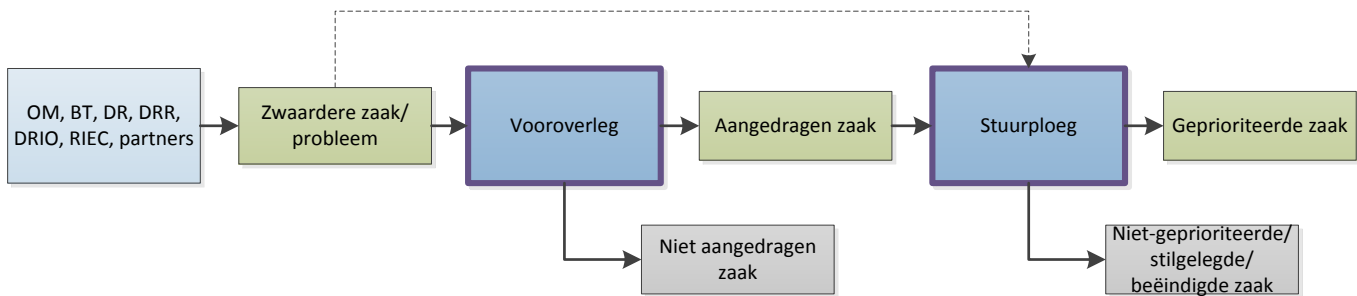 OM, BT, DR, DRR,
DRIO, RIEC, partners
Zwaardere zaak/
probleem
Vooroverleg
Aangedragen zaak
Stuurploeg
Geprioriteerde zaak
Niet aangedragen
zaak
Niet-geprioriteerde/
stilgelegde/
beëindigde zaak